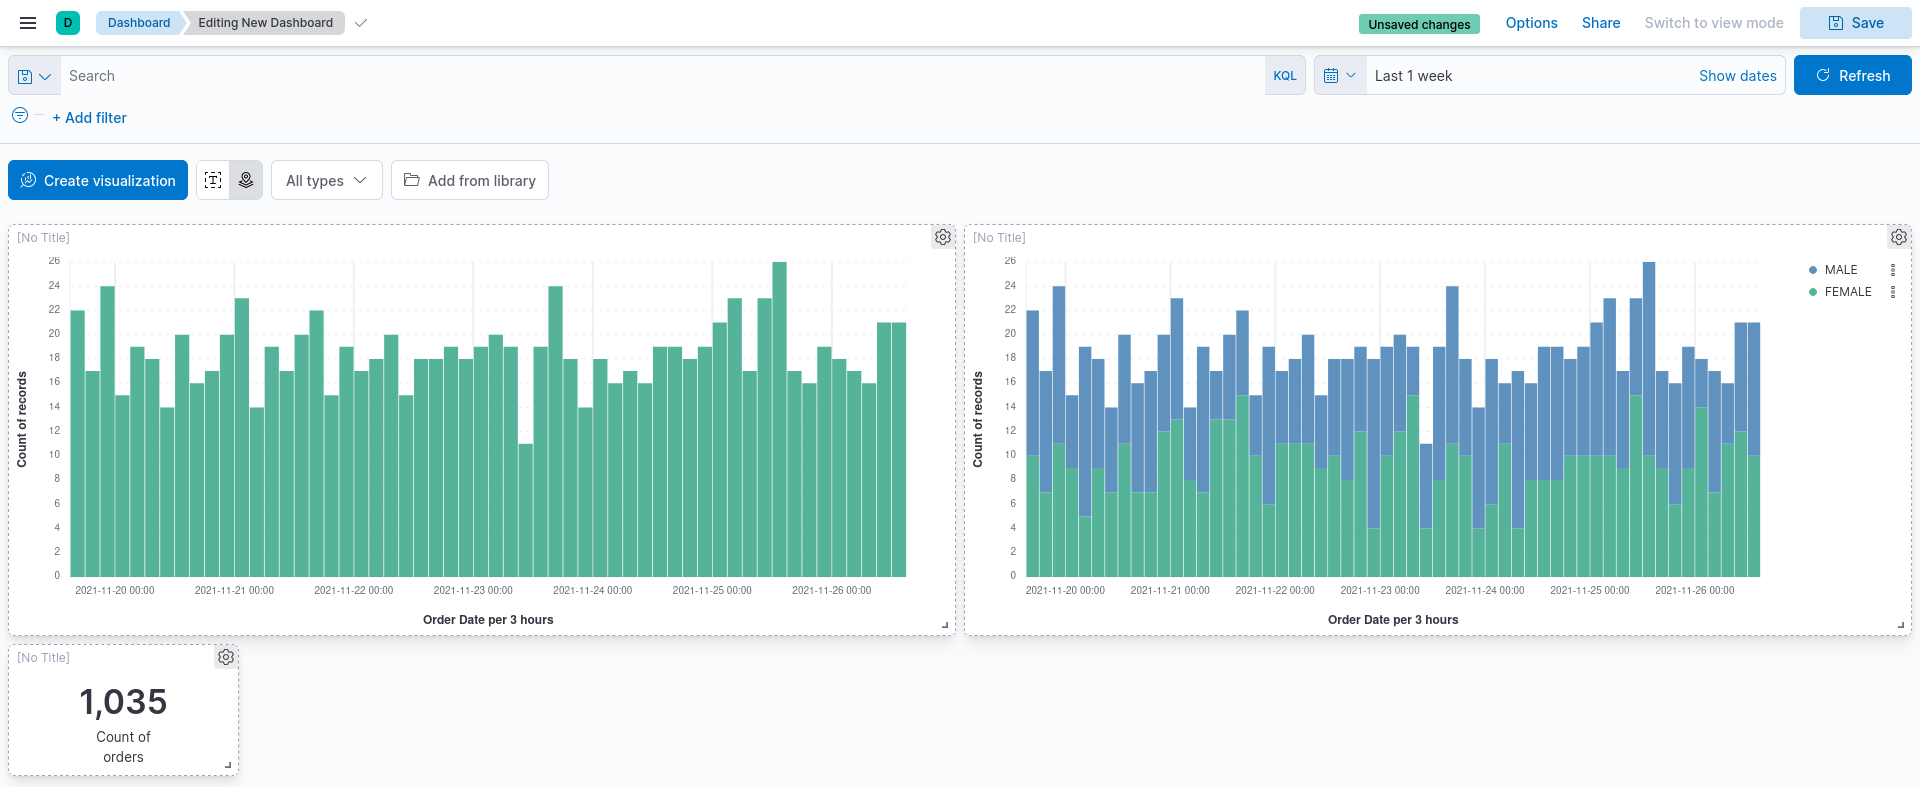 D Dashboard Editing New Dashboard Unsaved changes Options Share Switch to view mode Save
Search KQL Last 1 week Show dates Refresh
+ Add filter
Create visualization T All types Add from library
[No Title]
26
24
22
20
18
16
14
12
10
8
6
4
2
0
Count of records
2021-11-20 00:00 2021-11-21 00:00 2021-11-22 00:00 2021-11-23 00:00 2021-11-24 00:00 2021-11-25 00:00 2021-11-26 00:00
Order Date per 3 hours
[No Title]
26
24
22
20
18
16
14
12
10
8
6
4
2
0
Count of records
MALE
FEMALE
2021-11-20 00:00 2021-11-21 00:00 2021-11-22 00:00 2021-11-23 00:00 2021-11-24 00:00 2021-11-25 00:00 2021-11-26 00:00
Order Date per 3 hours
[No Title]
1,035
Count of
orders